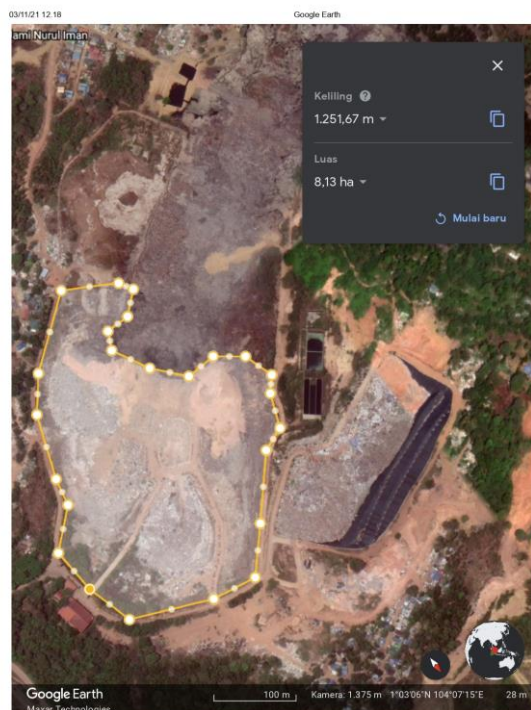 03/11/21 12.18
Google Earth
ami Nurul Iman
Keliling
1.251,67 m
Luas
8,13 ha
Mulai baru
Google Earth
100 m
Kamera: 1.375 m
1°03'05"N 104°07'15"E
28 m
Maxar Technologies